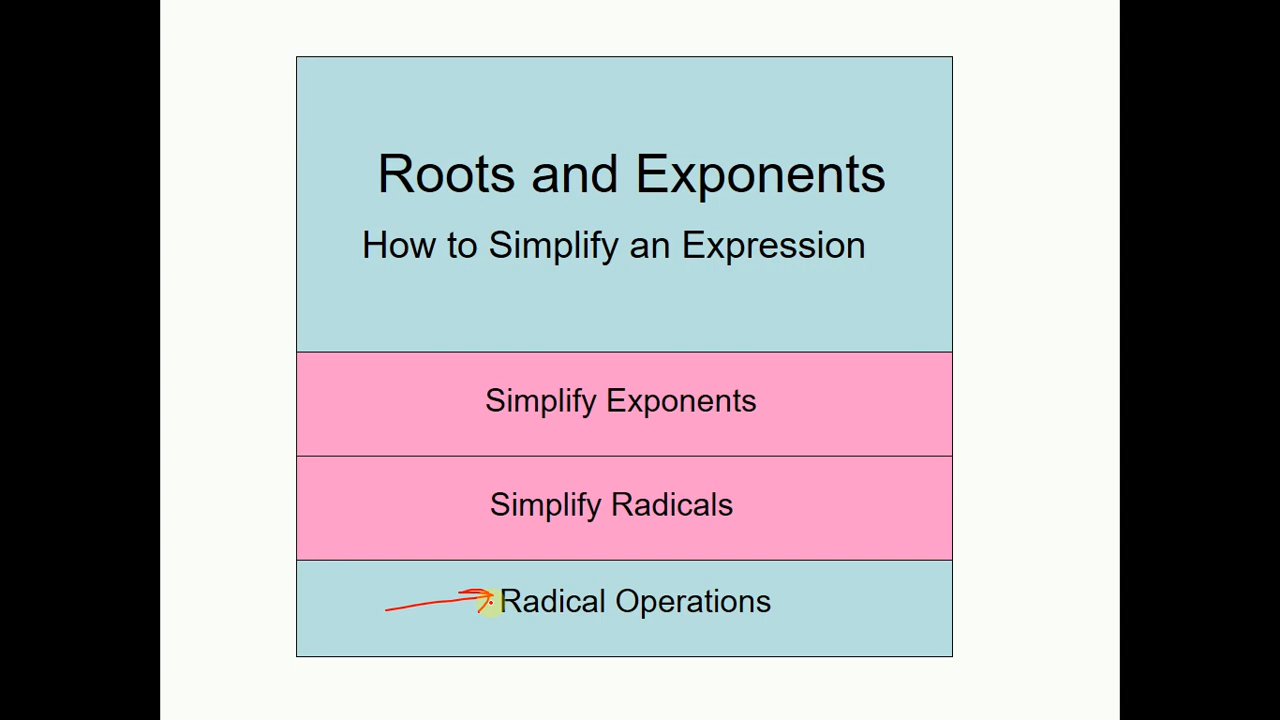 Roots and Exponents
How to Simplify an Expression
Simplify Exponents
Simplify Radicals
Radical Operations